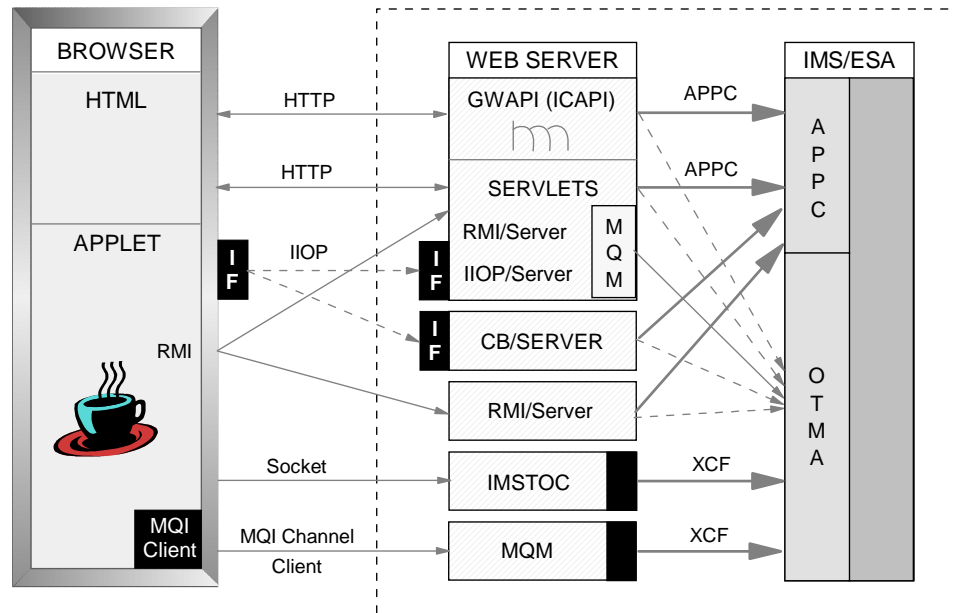 BROWSER
HTML
APPLET
I
F
RMI
MQI
Client
HTTP
HTTP
IIOP
Socket
MQI Channel
Client
WEB SERVER
GWAPI (ICAPI)
SERVLETS
RMI/Server
IIOP/Server
M
Q
M
I
F
I
F
CB/SERVER
RMI/Server
IMSTOC
MQM
APPC
APPC
XCF
XCF
IMS/ESA
A
P
P
C
O
T
M
A